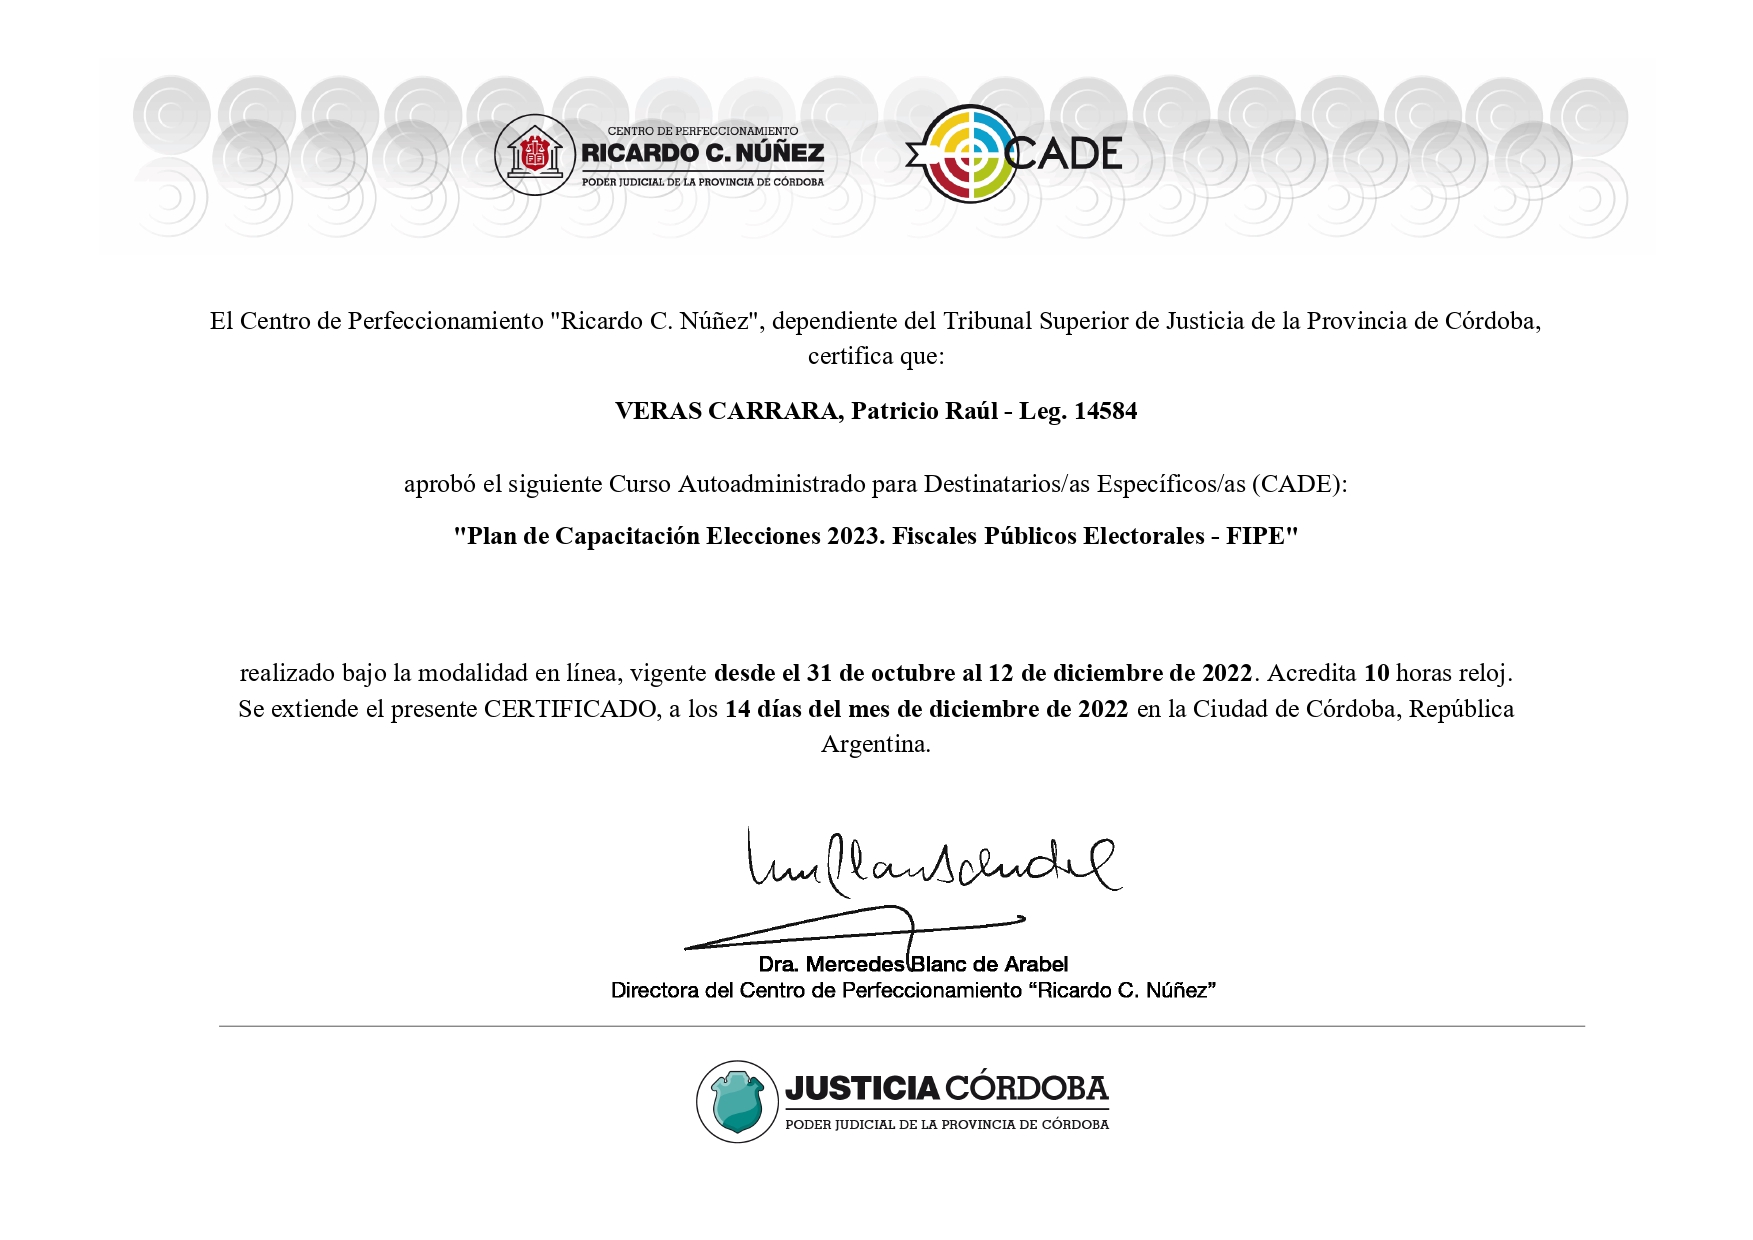 CENTRO DE PERFECCIONAMIENTO
RICARDO C. NÚÑEZ
PODER JUDICIAL DE LA PROVINCIA DE CÓRDOBA
CADE
El Centro de Perfeccionamiento "Ricardo C. Núñez", dependiente del Tribunal Superior de Justicia de la Provincia de Córdoba,
certifica que:
VERAS CARRARA, Patricio Raúl - Leg. 14584
aprobó el siguiente Curso Autoadministrado para Destinatarios/as Específicos/as (CADE):
"Plan de Capacitación Elecciones 2023. Fiscales Públicos Electorales - FIPE"
realizado bajo la modalidad en línea, vigente desde el 31 de octubre al 12 de diciembre de 2022. Acredita 10 horas reloj.
Se extiende el presente CERTIFICADO, a los 14 días del mes de diciembre de 2022 en la Ciudad de Córdoba, República
Argentina.
Dra. Mercedes Blanc de Arabel
Directora del Centro de Perfeccionamiento “Ricardo C. Núñez”
JUSTICIA CÓRDOBA
PODER JUDICIAL DE LA PROVINCIA DE CÓRDOBA